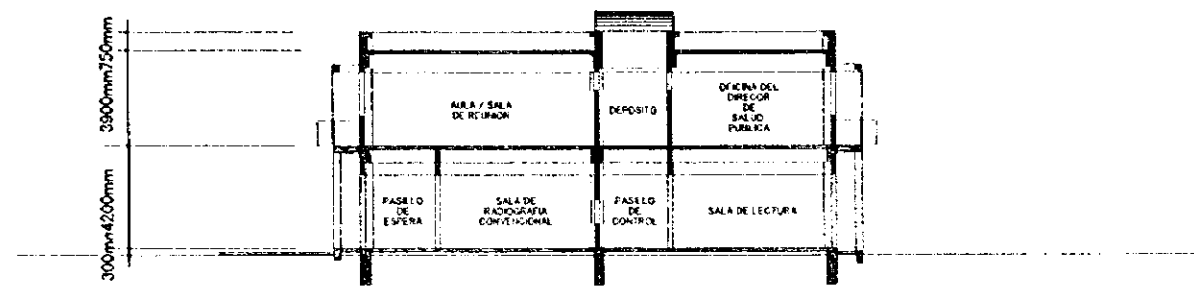 750mm
3900mm
4200mm
300mm
AULA / SALA
DE REUNION
DEPOSITO
OFICINA DEL
DIRECOR
DE
SALUD
PUBLICA
PASILLO
DE
ESPERA
SALA DE
RADIOGRAFIA
CONVENCIONAL
PASILLO
DE
CONTROL
SALA DE LECTURA